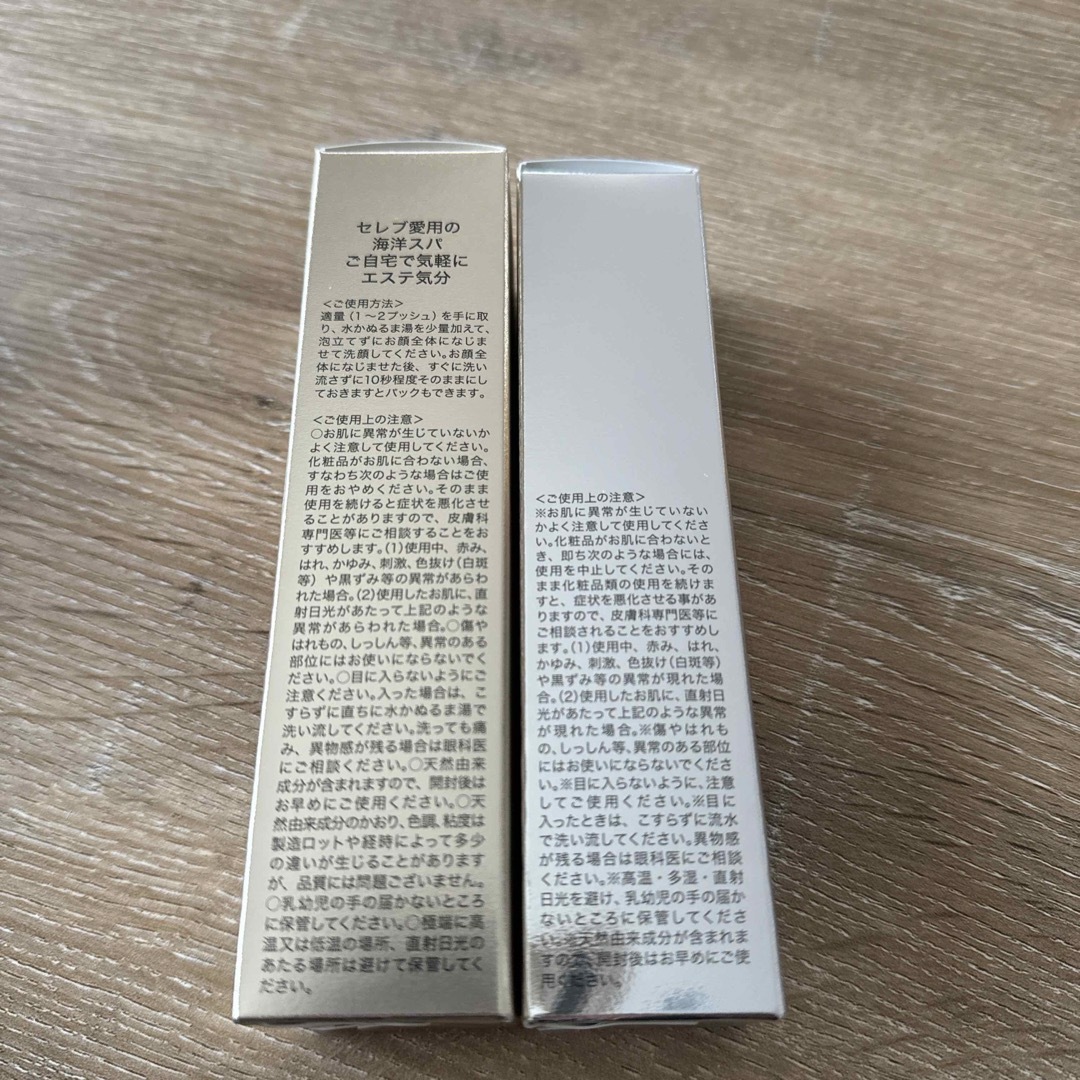 セレブ愛用の
海洋スパ
ご自宅で気軽に
エステ気分
＜ご使用方法＞
適量（1〜2プッシュ）を手に取
り、水かぬるま湯を少量加えて、
泡立てずにお顔全体になじま
せて洗顔してください。お顔全
体になじませた後、すぐに洗い
流さずに10秒程度そのままにし
ておきますとパックもできます。
＜ご使用上の注意＞
○お肌に異常が生じていないか
よく注意して使用してください。
化粧品がお肌に合わない場合、
すなわち次のような場合はご使
用をおやめください。そのまま
使用を続けると症状を悪化させ
ることがありますので、皮膚科
専門医等にご相談することをお
すすめします。(1)使用中、赤み、
はれ、かゆみ、刺激、色抜け(白斑
等）や黒ずみ等の異常があらわ
れた場合。(2)使用したお肌に、直
射日光があたって上記のような
異常があらわれた場合。○傷や
はれもの、しっしん等、異常のある
部位にはお使いにならないでく
ださい。○目に入らないようにご
注意ください。入った場合は、こ
すらずに直ちに水かぬるま湯で
洗い流してください。洗っても痛
み、異物感が残る場合は眼科医
にご相談ください。○天然由来
成分が含まれますので、開封後は
お早めにご使用ください。○天
然由来成分のかおり、色調、粘度は
製造ロットや経時によって多少
の違いが生じることがあります
が、品質には問題ございません。
○乳幼児の手の届かないところ
に保管してください。○極端に高
温又は低温の場所、直射日光の
あたる場所は避けて保管してく
ださい。
＜ご使用上の注意＞
※お肌に異常が生じていない
かよく注意して使用してくださ
い。化粧品がお肌に合わないと
き、即ち次のような場合には、
使用を中止してください。その
まま化粧品類の使用を続けま
すと、症状を悪化させる事があ
りますので、皮膚科専門医等に
ご相談されることをおすすめし
ます。(1)使用中、赤み、はれ、
かゆみ、刺激、色抜け(白斑等）
や黒ずみ等の異常が現れた場
合。(2)使用したお肌に、直射日
光があたって上記のような異常
が現れた場合。※傷やはれも
の、しっしん等、異常のある部位
にはお使いにならないでくださ
い。※目に入らないように、注意
してご使用ください。※目に
入ったときは、こすらずに流水
で洗い流してください。異物感
が残る場合は眼科医にご相談
ください。※高温・多湿・直射
日光を避け、乳幼児の手の届か
ないところに保管してくださ
い。※天然由来成分が含まれま
すので、開封後はお早めにご使
用ください。